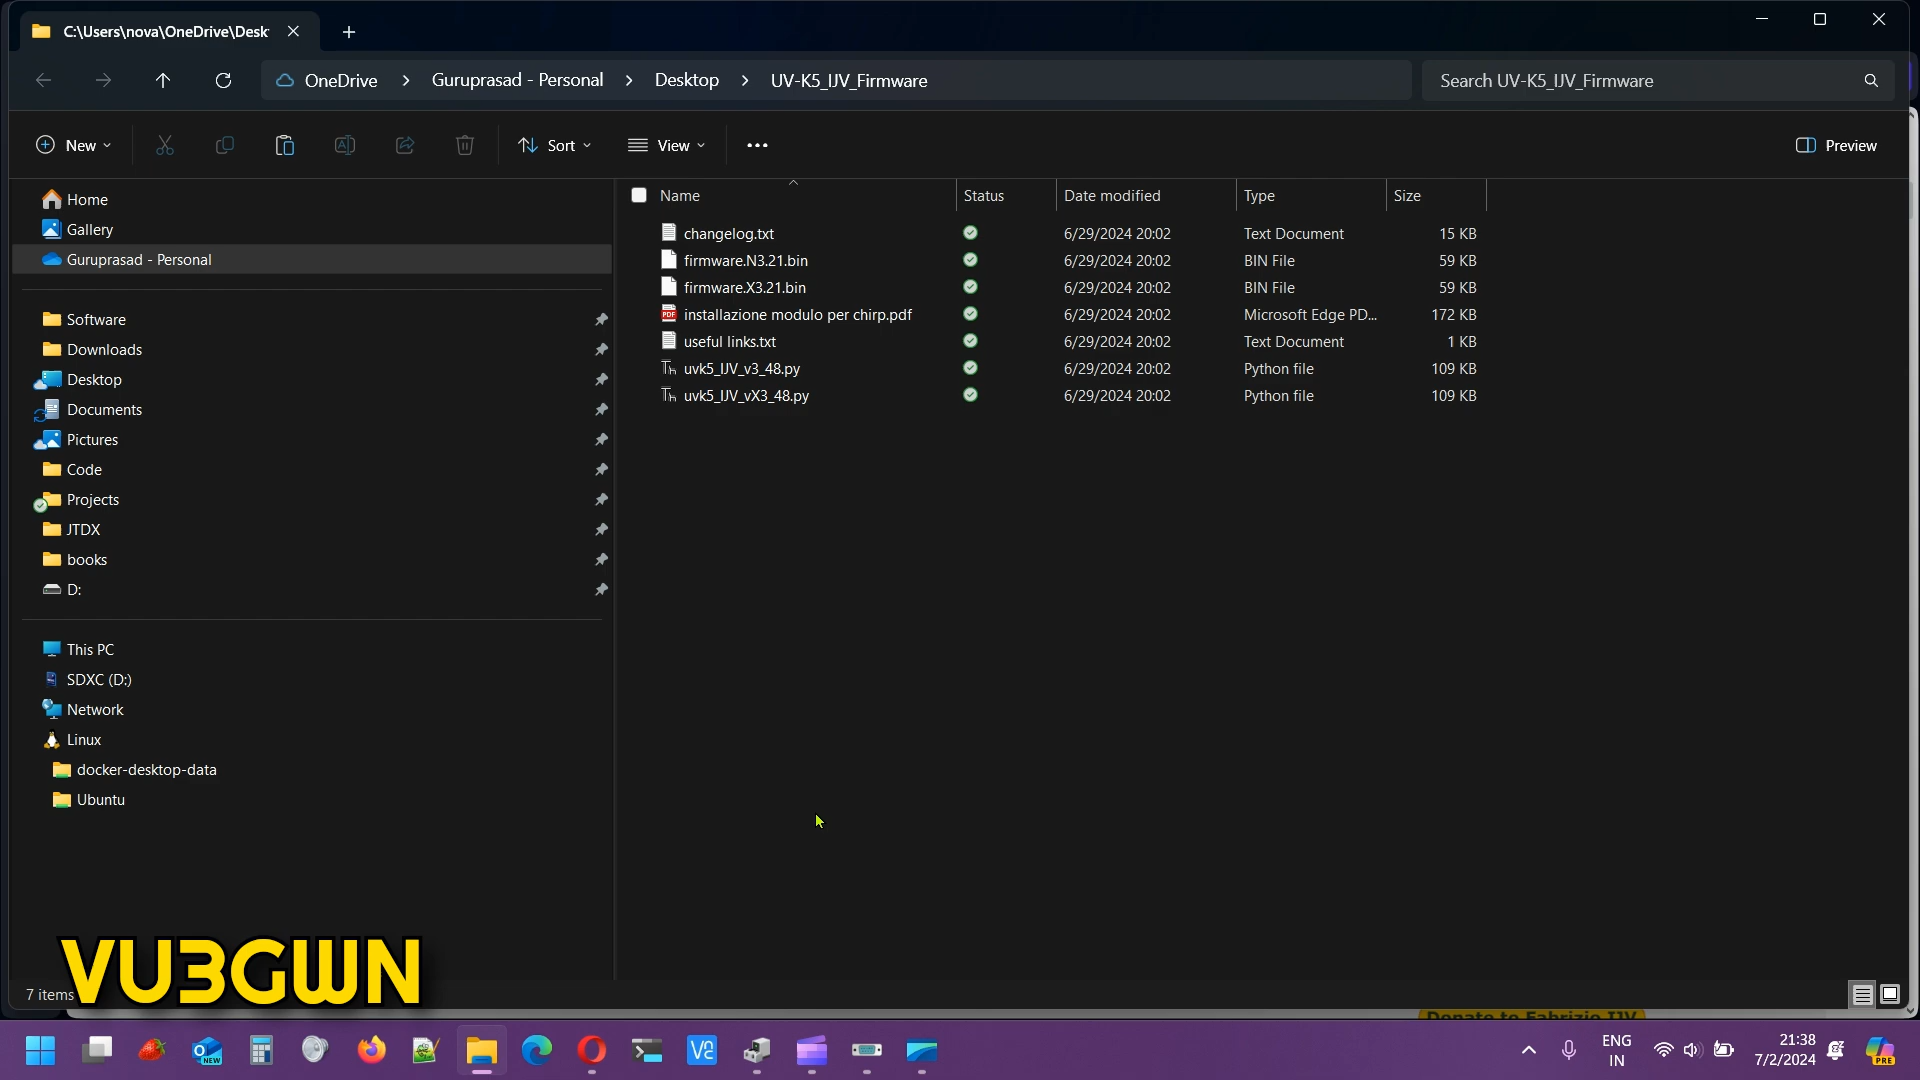 C:\Users\nova\OneDrive\Desk
OneDrive > Guruprasad - Personal > Desktop > UV-K5_IJV_Firmware
Search UV-K5_IJV_Firmware
New
Sort
View
Preview
Home
Gallery
Guruprasad - Personal
Software
Downloads
Desktop
Documents
Pictures
Code
Projects
JTDX
books
D:
This PC
SDXC (D:)
Network
Linux
docker-desktop-data
Ubuntu
Name Status Date modified Type Size
changelog.txt 6/29/2024 20:02 Text Document 15 KB
firmware.N3.21.bin 6/29/2024 20:02 BIN File 59 KB
firmware.X3.21.bin 6/29/2024 20:02 BIN File 59 KB
installazione modulo per chirp.pdf 6/29/2024 20:02 Microsoft Edge PD... 172 KB
useful links.txt 6/29/2024 20:02 Text Document 1 KB
uvk5_IJV_v3_48.py 6/29/2024 20:02 Python file 109 KB
uvk5_IJV_vX3_48.py 6/29/2024 20:02 Python file 109 KB
7 items
VU3GWN
Donate to Fabrizio IJV
ENG
IN
21:38
7/2/2024